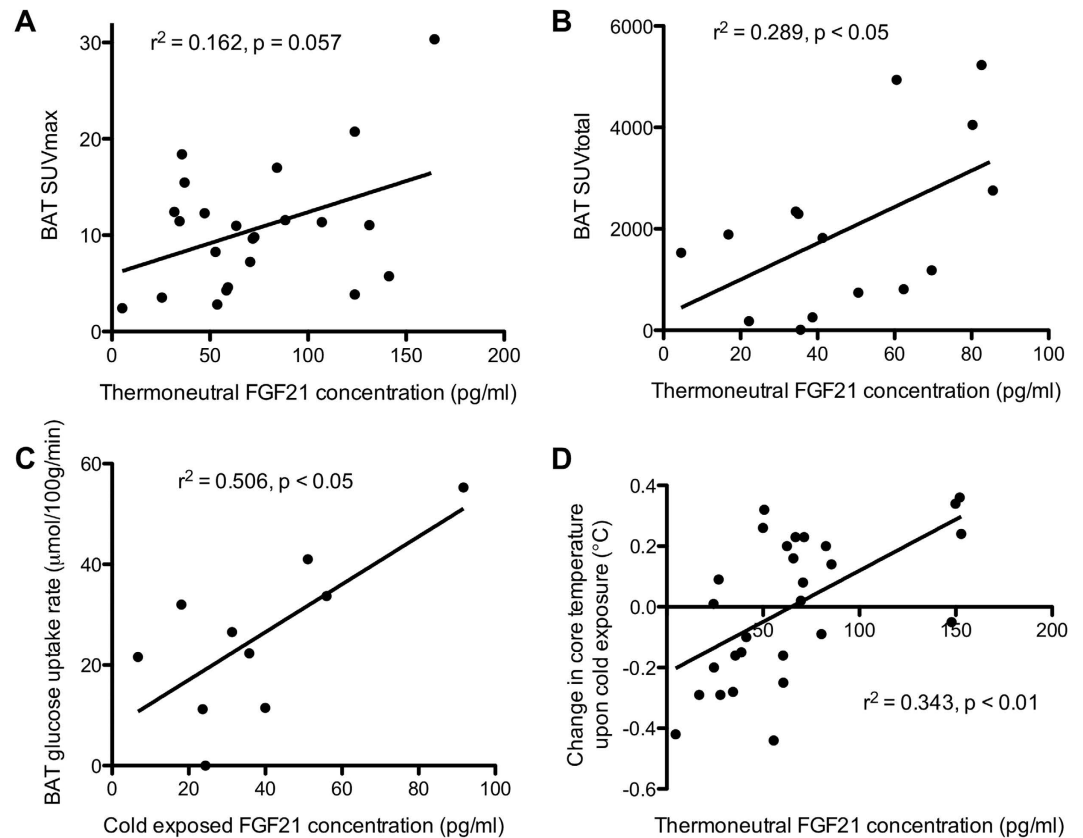 A
r² = 0.162, p = 0.057
BAT SUVmax
30
20
10
0
0 50 100 150 200
Thermoneutral FGF21 concentration (pg/ml)
B
r² = 0.289, p < 0.05
BAT SUVtotal
6000
4000
2000
0
0 20 40 60 80 100
Thermoneutral FGF21 concentration (pg/ml)
C
r² = 0.506, p < 0.05
BAT glucose uptake rate (μmol/100g/min)
60
40
20
0
0 20 40 60 80 100
Cold exposed FGF21 concentration (pg/ml)
D
Change in core temperature
upon cold exposure (°C)
0.4
0.2
0.0
50 100 150 200
-0.2
r² = 0.343, p < 0.01
-0.4
-0.6
Thermoneutral FGF21 concentration (pg/ml)